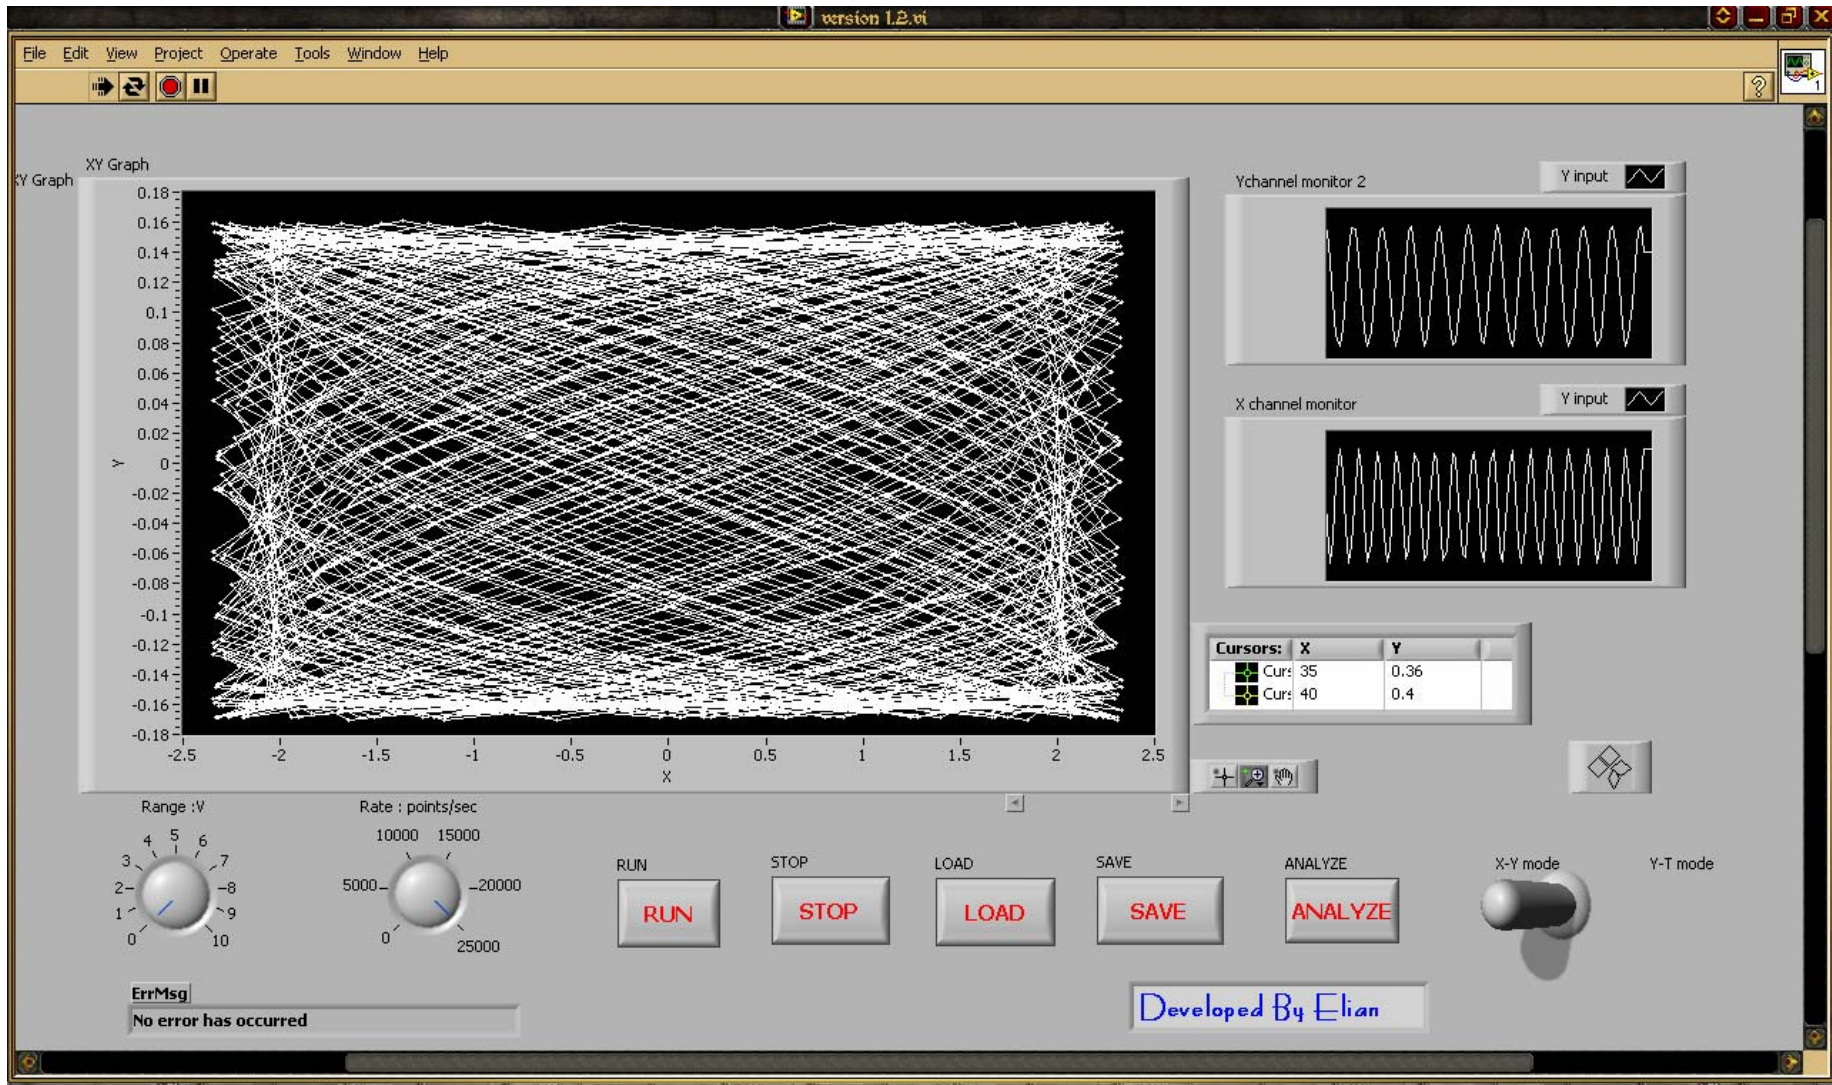 version 1.2.vi
File Edit View Project Operate Tools Window Help
?
1
XY Graph
XY Graph
0.18
0.16
0.14
0.12
0.1
0.08
0.06
0.04
0.02
0
-0.02
-0.04
-0.06
-0.08
-0.1
-0.12
-0.14
-0.16
-0.18
Y
-2.5 -2 -1.5 -1 -0.5 0 0.5 1 1.5 2 2.5
X
Ychannel monitor 2
Y input
X channel monitor
Y input
Cursors: X Y
Curs 35 0.36
Curs 40 0.4
Range :V
0 1 2 3 4 5 6 7 8 9 10
Rate : points/sec
0 5000 10000 15000 20000 25000
RUN
RUN
STOP
STOP
LOAD
LOAD
SAVE
SAVE
ANALYZE
ANALYZE
X-Y mode Y-T mode
ErrMsg
No error has occurred
Developed By Elian